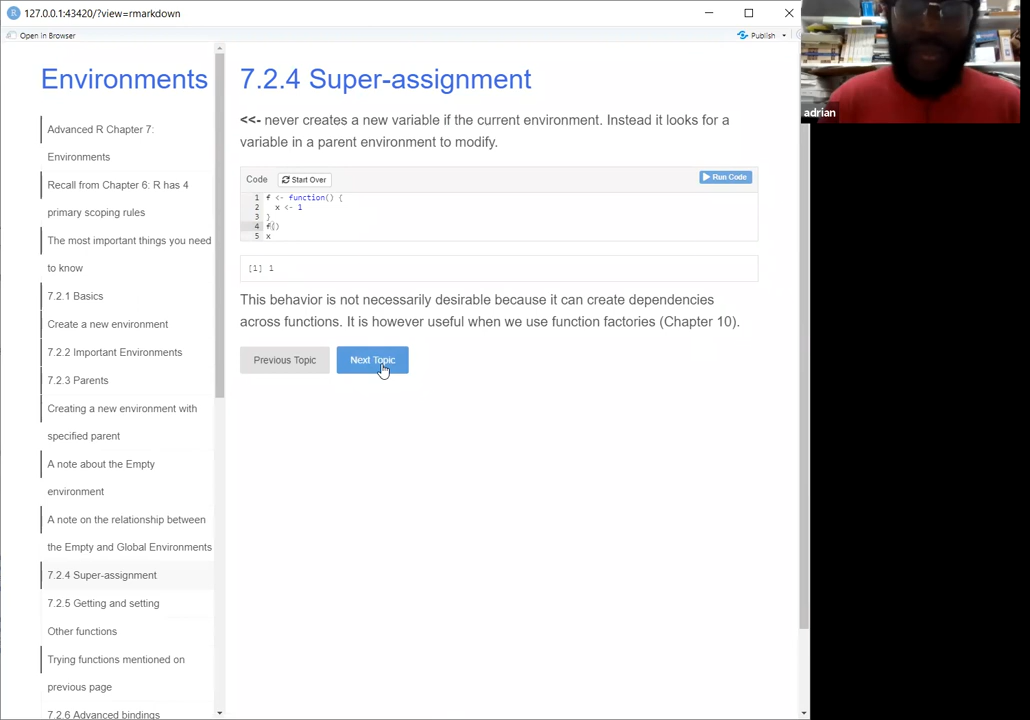 127.0.0.1:43420/?view=rmarkdown
Open in Browser
Publish
adrian
Environments
Advanced R Chapter 7:
Environments
Recall from Chapter 6: R has 4
primary scoping rules
The most important things you need
to know
7.2.1 Basics
Create a new environment
7.2.2 Important Environments
7.2.3 Parents
Creating a new environment with
specified parent
A note about the Empty
environment
A note on the relationship between
the Empty and Global Environments
7.2.4 Super-assignment
7.2.5 Getting and setting
Other functions
Trying functions mentioned on
previous page
7.2.6 Advanced bindings
7.2.4 Super-assignment
<<- never creates a new variable if the current environment. Instead it looks for a
variable in a parent environment to modify.
Code Start Over Run Code
1 f <- function() {
2 x <- 1
3 }
4 f()
5 x
[1] 1
This behavior is not necessarily desirable because it can create dependencies
across functions. It is however useful when we use function factories (Chapter 10).
Previous Topic Next Topic